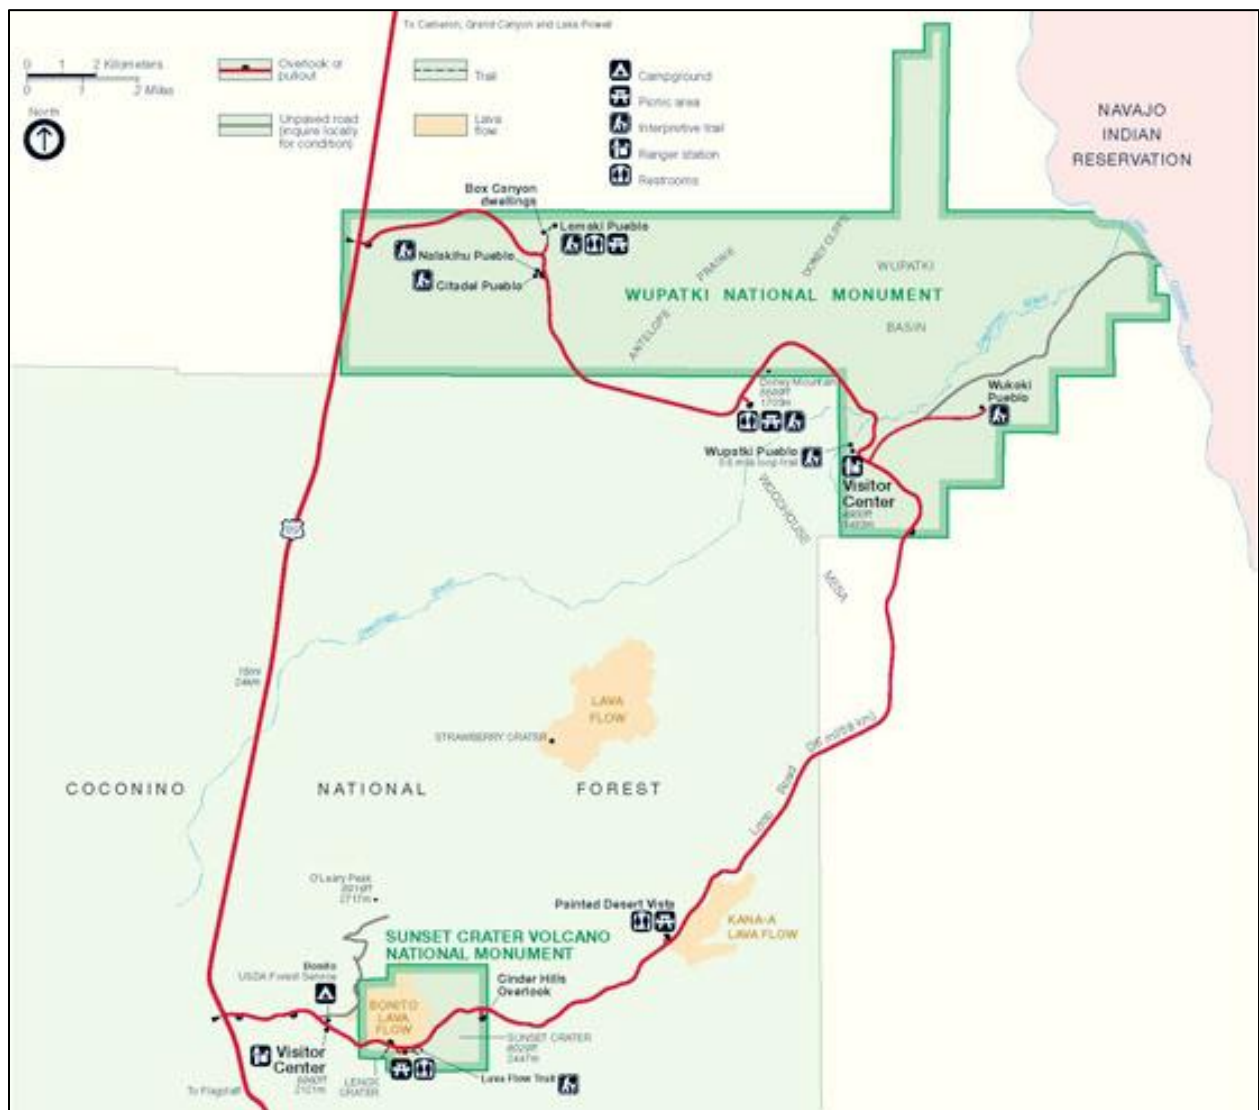 To Cameron, Grand Canyon and Lake Powell
0 1 2 Kilometers
0 1 2 Miles
North
Overlook or
pullout
Unpaved road
(inquire locally
for condition)
Trail
Lava
flow
Campground
Picnic area
Interpretive trail
Ranger station
Restrooms
NAVAJO
INDIAN
RESERVATION
Box Canyon
dwellings
Lomaki Pueblo
Nalakihu Pueblo
Citadel Pueblo
ANTELOPE
PRAIRIE
DONEY CLIFFS
WUPATKI
BASIN
WUPATKI NATIONAL MONUMENT
Doney Mountain
Wukoki
Pueblo
Wupatki Pueblo
Visitor
Center
WOODHOUSE
MESA
LAVA
FLOW
STRAWBERRY CRATER
COCONINO NATIONAL FOREST
Loop Road
O'Leary Peak
Painted Desert Vista
KANA-A
LAVA FLOW
SUNSET CRATER VOLCANO
NATIONAL MONUMENT
Bonito
USDA Forest Service
Cinder Hills
Overlook
BONITO
LAVA
FLOW
SUNSET CRATER
8029ft
2447m
Visitor
Center
LENOX
CRATER
Lava Flow Trail
To Flagstaff